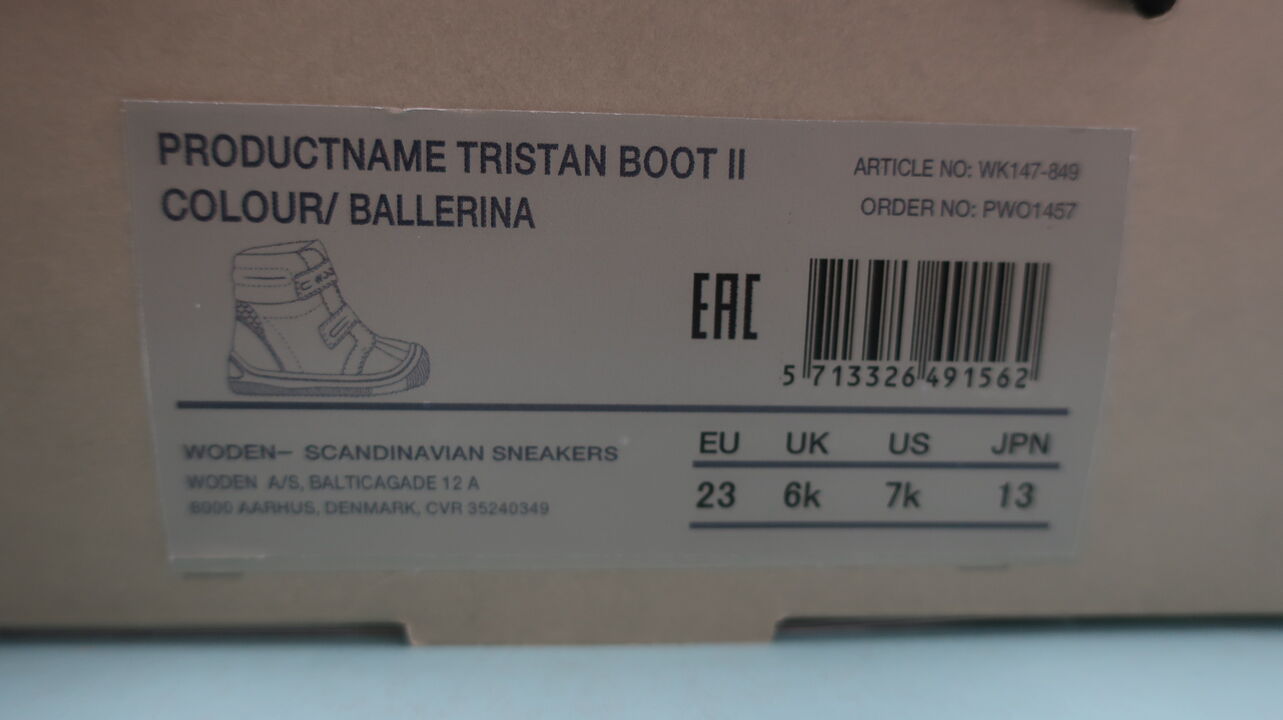 PRODUCTNAME TRISTAN BOOT II
COLOUR/ BALLERINA
ARTICLE NO: WK147-849
ORDER NO: PWO1457
EAC
5 713326 491562
WODEN– SCANDINAVIAN SNEAKERS
WODEN A/S, BALTICAGADE 12 A
8000 AARHUS, DENMARK, CVR 35240349
EU UK US JPN
23 6k 7k 13